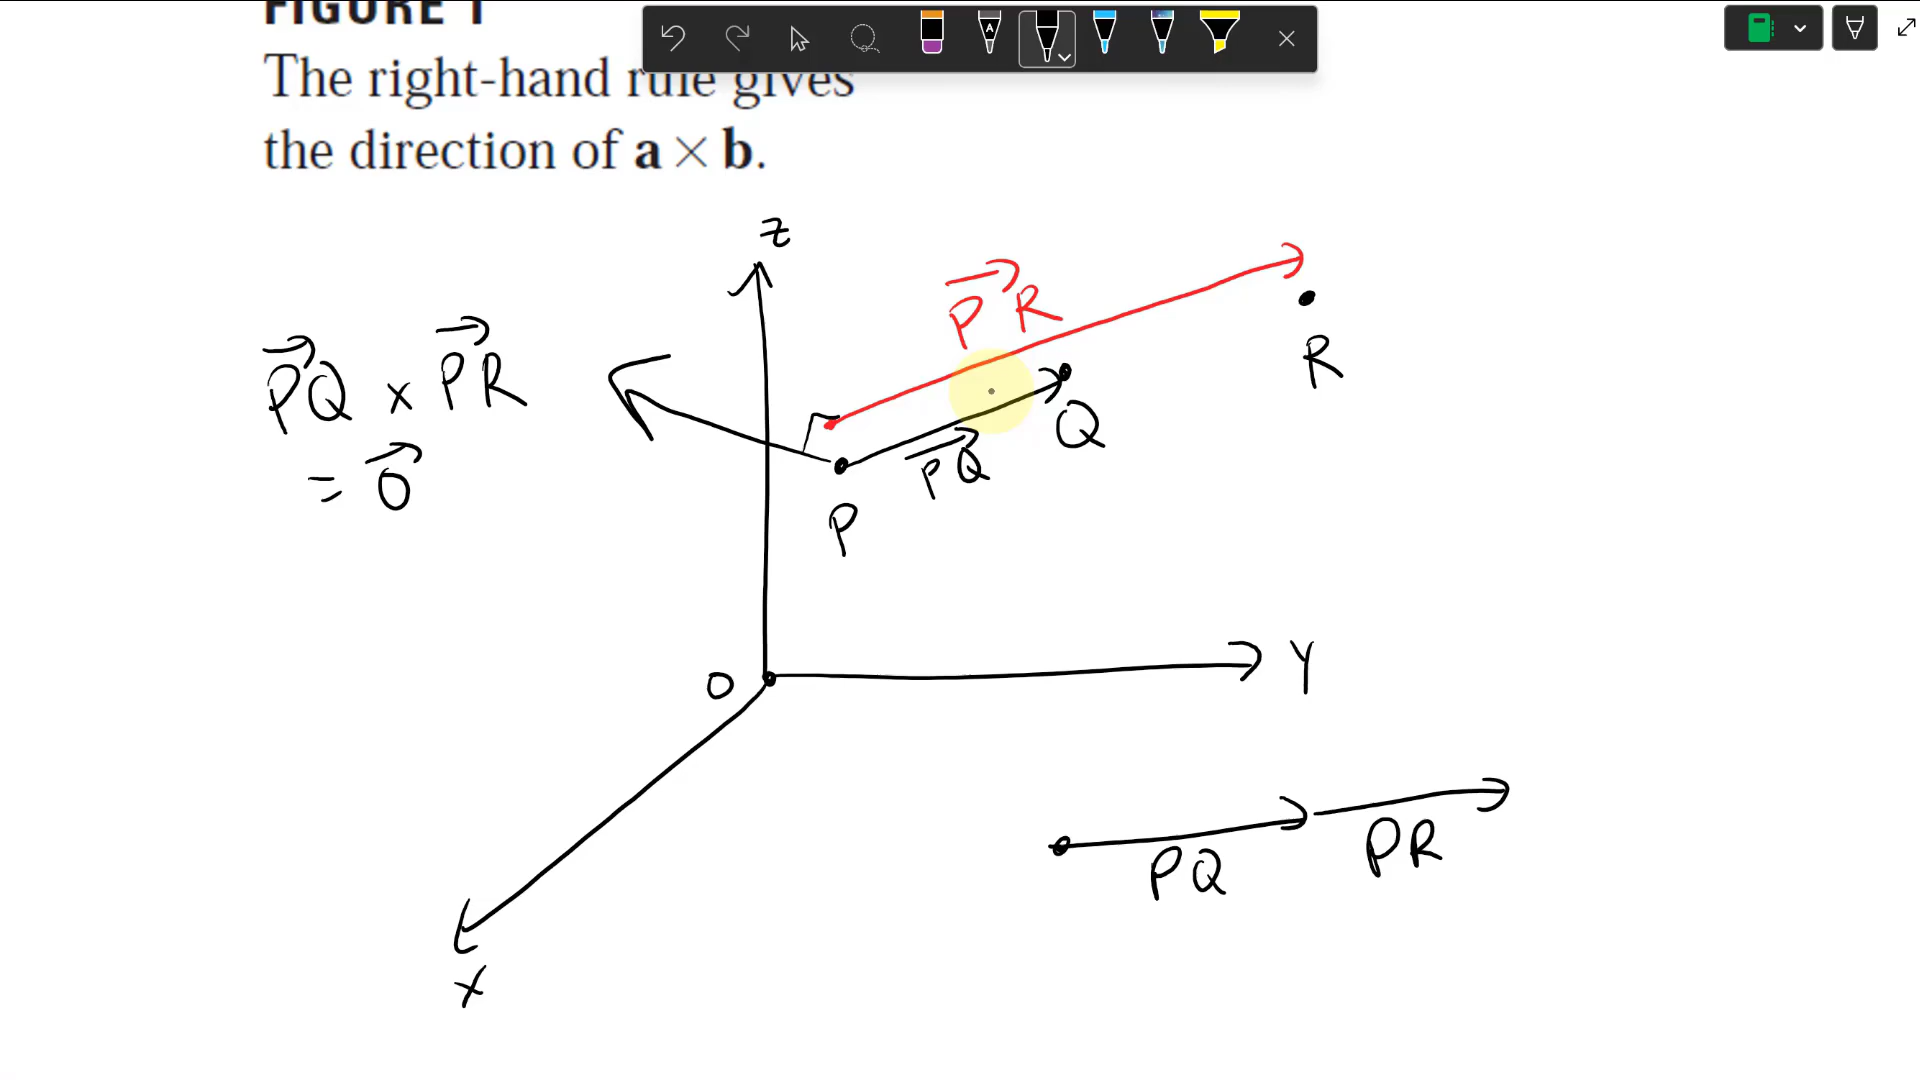 FIGURE 1
The right-hand rule gives
the direction of a × b.
A
Z
PR
R
PQ × PR
= 0
Q
PQ
P
O
Y
PQ
PR
X